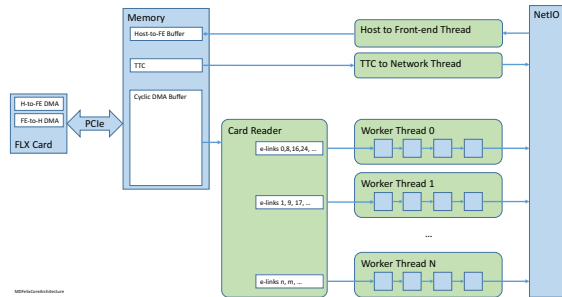 Memory
NetIO
Host-to-FE Buffer
Host to Front-end Thread
TTC
TTC to Network Thread
Cyclic DMA Buffer
H-to-FE DMA
FE-to-H DMA
FLX Card
PCIe
Card Reader
Worker Thread 0
e-links 0,8,16,24, ...
Worker Thread 1
e-links 1, 9, 17, ...
...
Worker Thread N
e-links n, m, ...
MDFelixCoreArchitecture